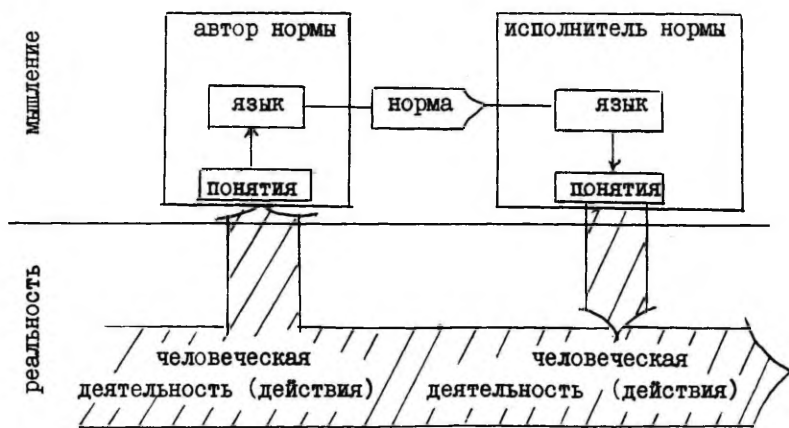 мышление
автор нормы
исполнитель нормы
язык
норма
язык
понятия
понятия
реальность
человеческая
деятельность (действия)
человеческая
деятельность (действия)